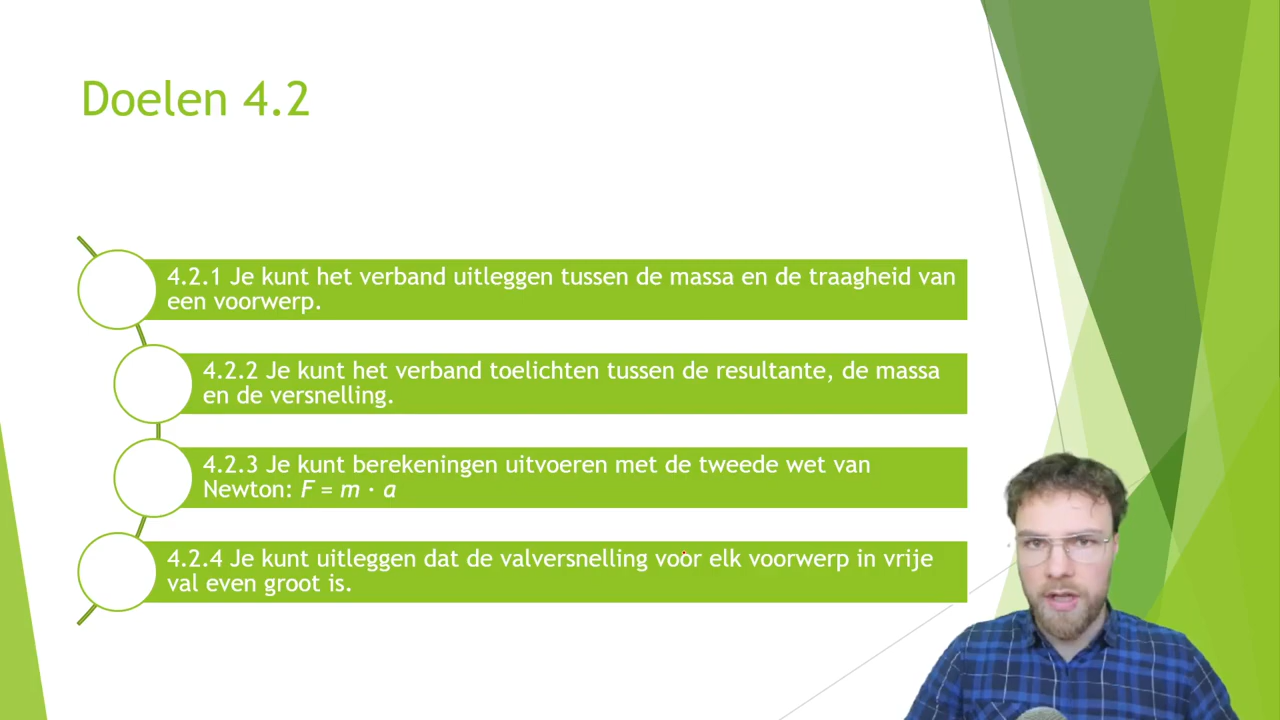 Doelen 4.2
4.2.1 Je kunt het verband uitleggen tussen de massa en de traagheid van
een voorwerp.
4.2.2 Je kunt het verband toelichten tussen de resultante, de massa
en de versnelling.
4.2.3 Je kunt berekeningen uitvoeren met de tweede wet van
Newton: F = m · a
4.2.4 Je kunt uitleggen dat de valversnelling voor elk voorwerp in vrije
val even groot is.